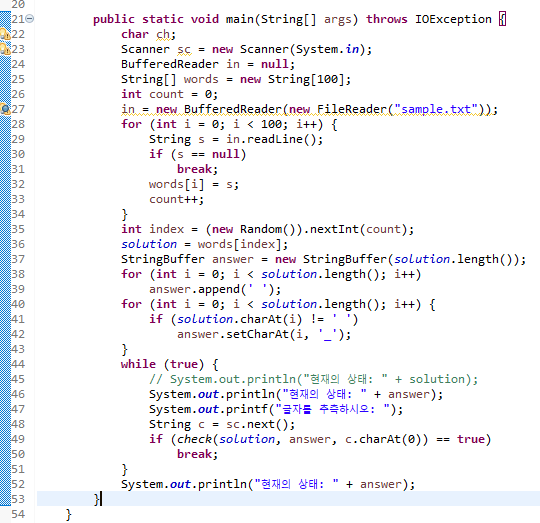 20
21 public static void main(String[] args) throws IOException {
22 char ch;
23 Scanner sc = new Scanner(System.in);
24 BufferedReader in = null;
25 String[] words = new String[100];
26 int count = 0;
27 in = new BufferedReader(new FileReader("sample.txt"));
28 for (int i = 0; i < 100; i++) {
29 String s = in.readLine();
30 if (s == null)
31 break;
32 words[i] = s;
33 count++;
34 }
35 int index = (new Random()).nextInt(count);
36 solution = words[index];
37 StringBuffer answer = new StringBuffer(solution.length());
38 for (int i = 0; i < solution.length(); i++)
39 answer.append(' ');
40 for (int i = 0; i < solution.length(); i++) {
41 if (solution.charAt(i) != ' ')
42 answer.setCharAt(i, '_');
43 }
44 while (true) {
45 // System.out.println("현재의 상태: " + solution);
46 System.out.println("현재의 상태: " + answer);
47 System.out.printf("글자를 추측하시오: ");
48 String c = sc.next();
49 if (check(solution, answer, c.charAt(0)) == true)
50 break;
51 }
52 System.out.println("현재의 상태: " + answer);
53 }
54 }